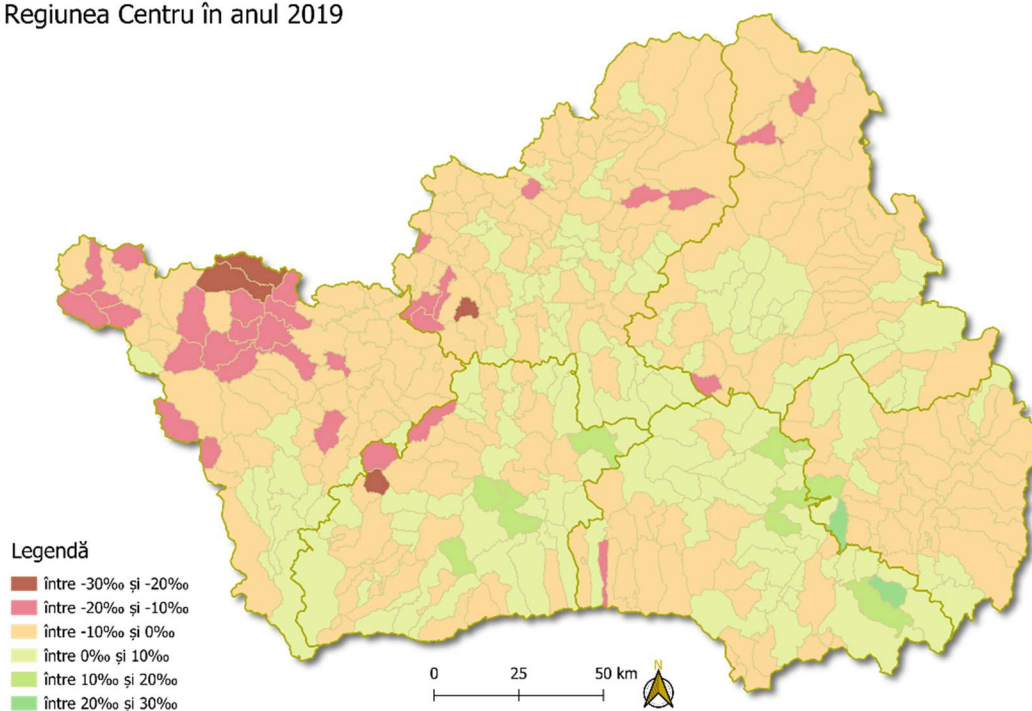 Regiunea Centru în anul 2019
Legendă
între -30‰ și -20‰
între -20‰ și -10‰
între -10‰ și 0‰
între 0‰ și 10‰
între 10‰ și 20‰
între 20‰ și 30‰
0 25 50 km
N